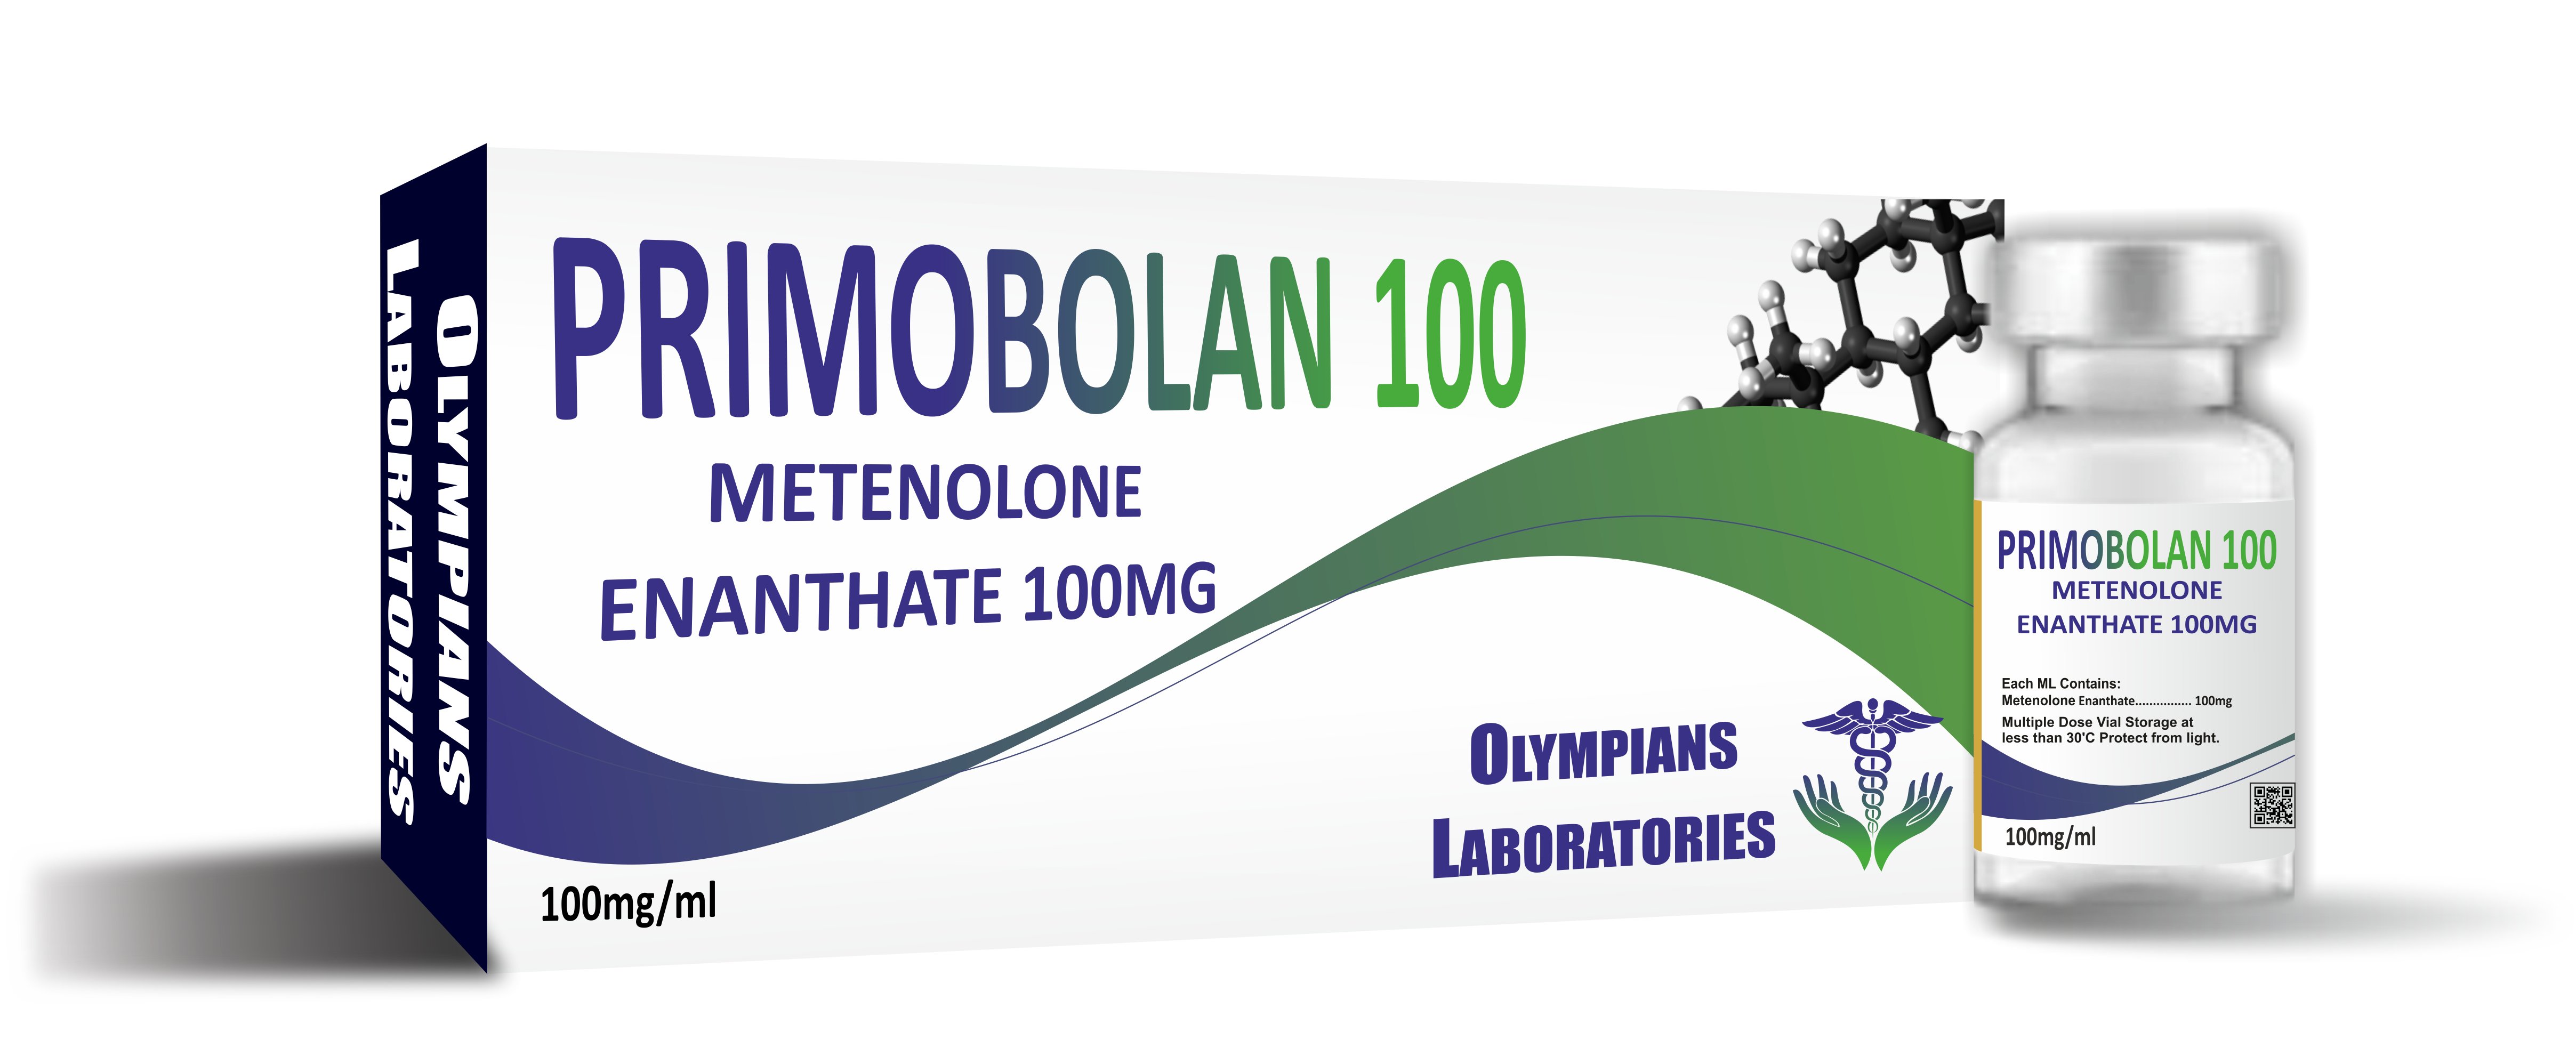 OLYMPIANS
LABORATORIES
PRIMOBOLAN 100
METENOLONE
ENANTHATE 100MG
OLYMPIANS
LABORATORIES
100mg/ml
PRIMOBOLAN 100
METENOLONE
ENANTHATE 100MG
Each ML Contains:
Metenolone Enanthate................ 100mg
Multiple Dose Vial Storage at
less than 30'C Protect from light.
100mg/ml